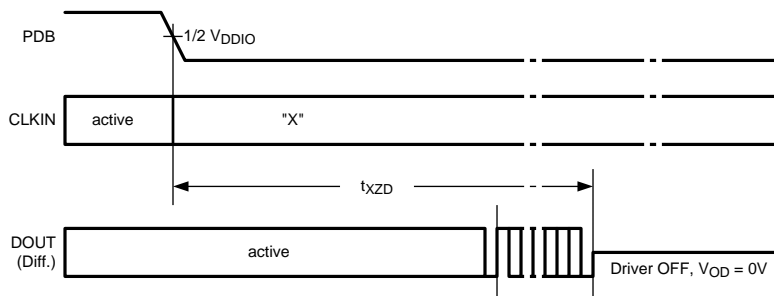 PDB
1/2 VDDIO
CLKIN
active
"X"
tXZD
DOUT
(Diff.)
active
Driver OFF, VOD = 0V